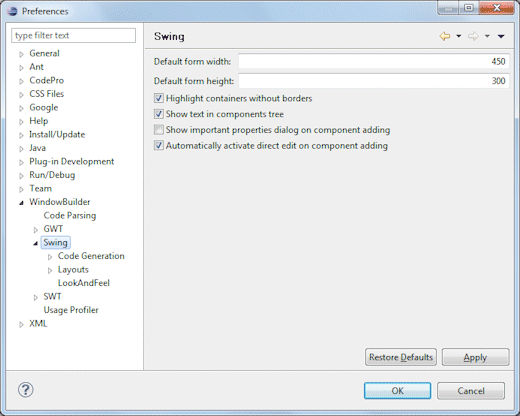 Preferences
type filter text
General
Ant
CodePro
CSS Files
Google
Help
Install/Update
Java
Plug-in Development
Run/Debug
Team
WindowBuilder
Code Parsing
GWT
Swing
Code Generation
Layouts
LookAndFeel
SWT
Usage Profiler
XML
Swing
Default form width: 450
Default form height: 300
Highlight containers without borders
Show text in components tree
Show important properties dialog on component adding
Automatically activate direct edit on component adding
Restore Defaults Apply
? OK Cancel